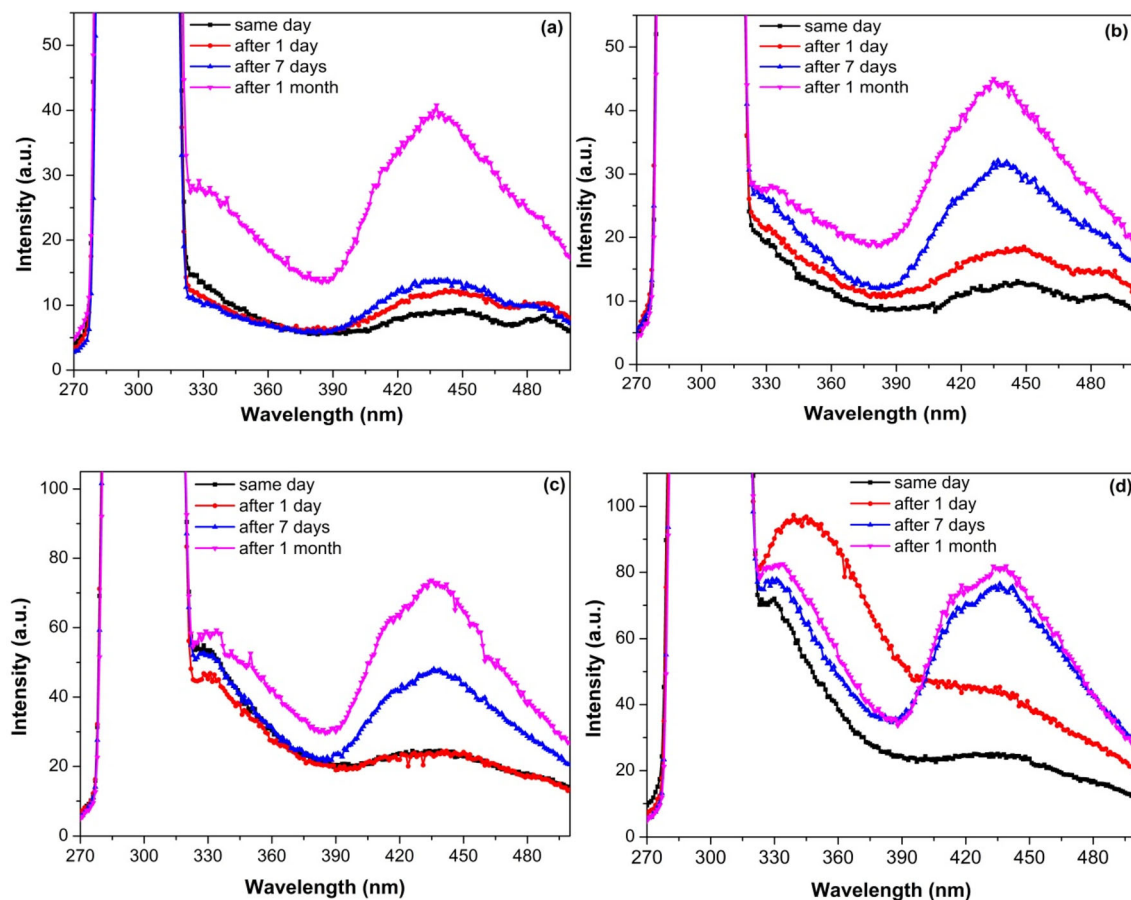 (a)
same day
after 1 day
after 7 days
after 1 month
50
40
30
20
10
0
Intensity (a.u.)
270 300 330 360 390 420 450 480
Wavelength (nm)
(b)
same day
after 1 day
after 7 days
after 1 month
50
40
30
20
10
0
Intensity (a.u.)
270 300 330 360 390 420 450 480
Wavelength (nm)
(c)
same day
after 1 day
after 7 days
after 1 month
100
80
60
40
20
0
Intensity (a.u.)
270 300 330 360 390 420 450 480
Wavelength (nm)
(d)
same day
after 1 day
after 7 days
after 1 month
100
80
60
40
20
0
Intensity (a.u.)
270 300 330 360 390 420 450 480
Wavelength (nm)